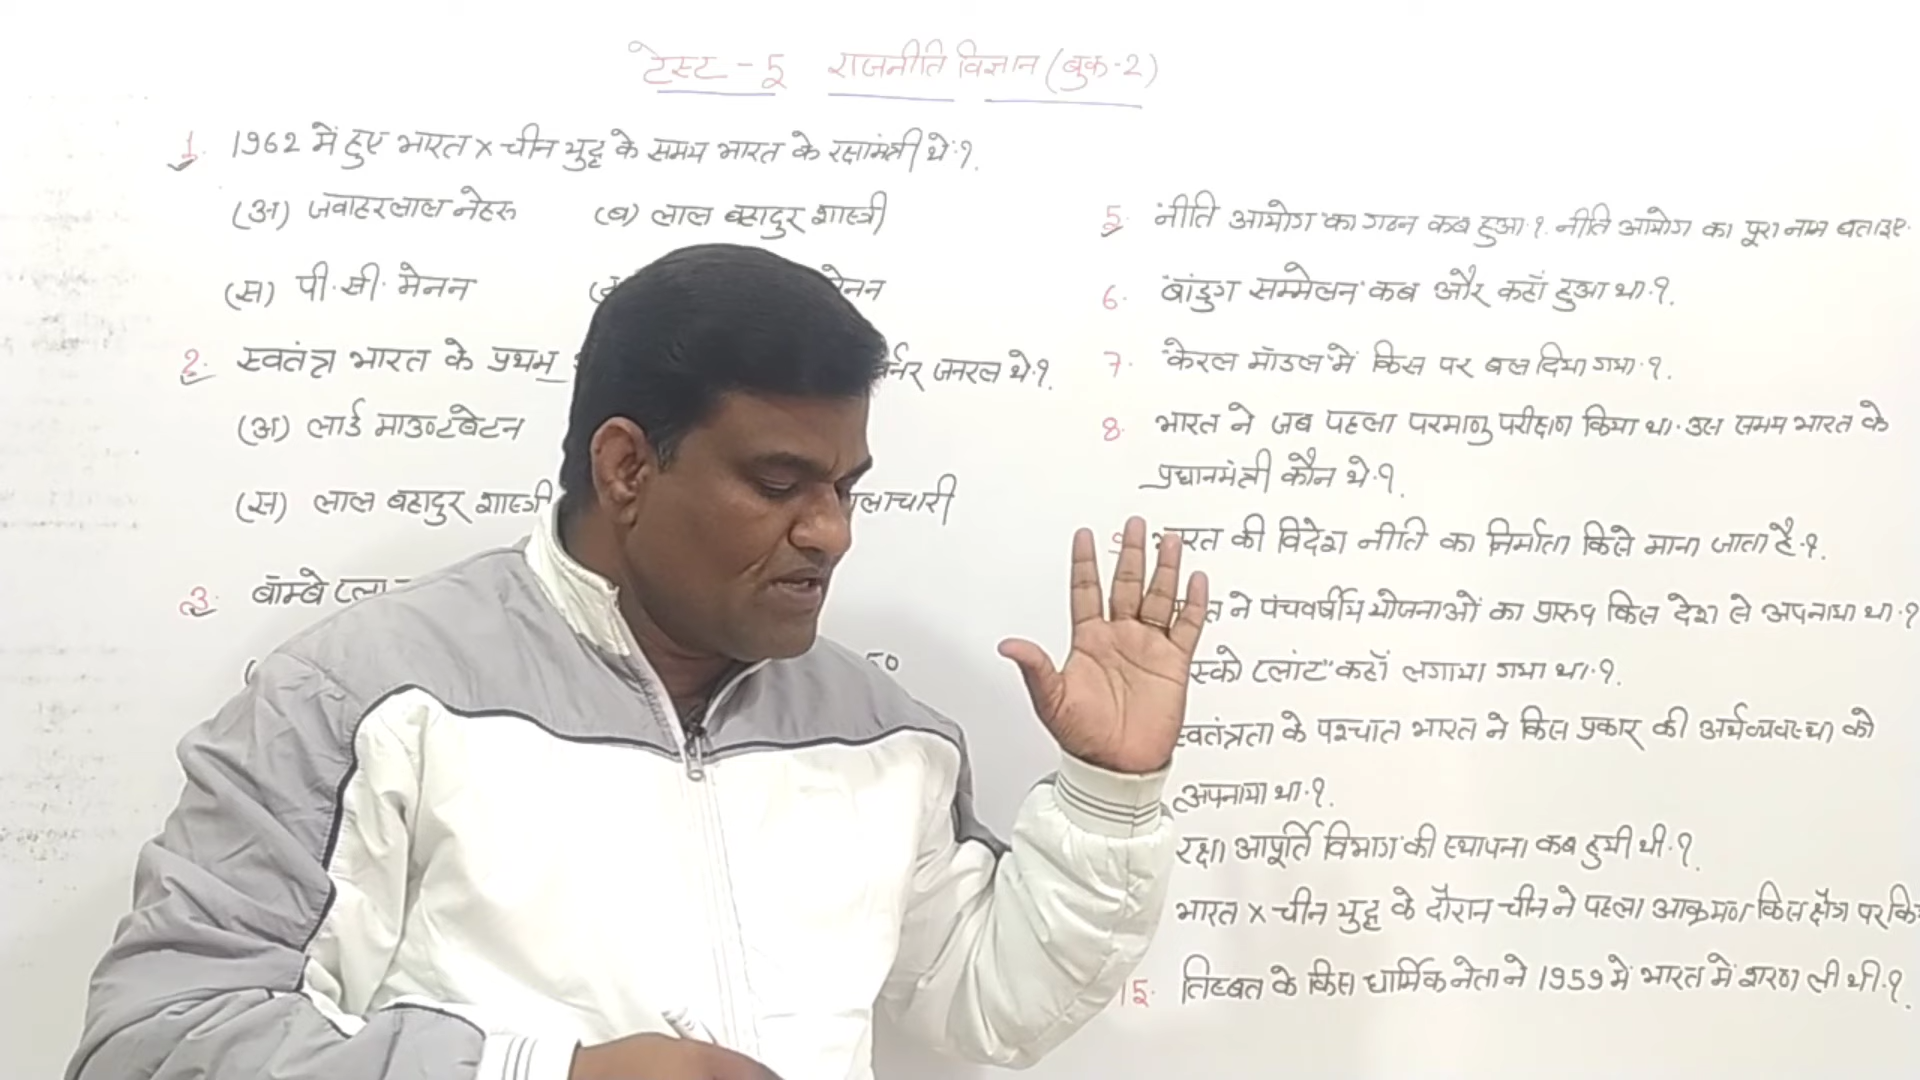 टेस्ट - 5 राजनीति विज्ञान (बुक-2)
1. 1962 में हुए भारत x चीन युद्ध के समय भारत के रक्षामंत्री थे.?.
(अ) जवाहरलाल नेहरू (ब) लाल बहादुर शास्त्री
(स) पी.सी. मेनन
2. स्वतंत्र भारत के प्रथम र्नर जनरल थे.?.
(अ) लार्ड माउण्टबेटन
(स) लाल बहादुर शास्त्री लाचारी
3. बॉम्बे प्ला
50
5. नीति आयोग का गठन कब हुआ.?. नीति आयोग का पूरा नाम बताइए.
6. "बांडुग सम्मेलन" कब और कहाँ हुआ था.?.
7. "केरल मॉडल" में किस पर बल दिया गया.?.
8. भारत ने जब पहला परमाणु परीक्षण किया था. उस समय भारत के
प्रधानमंत्री कौन थे.?.
रत की विदेश नीति का निर्माता किसे माना जाता है.?.
त ने पंचवर्षीय योजनाओं का प्रारुप किस देश से अपनाया था.?
स्को प्लांट" कहाँ लगाया गया था.?.
स्वतंत्रता के पश्चात भारत ने किस प्रकार की अर्थव्यवस्था को
अपनाया था.?.
रक्षा आपूर्ति विभाग की स्थापना कब हुयी थी.?.
भारत x चीन युद्ध के दौरान चीन ने पहला आक्रमण किस क्षेत्र पर कि
15. तिब्बत के किस धार्मिक नेता ने 1959 में भारत में शरण ली थी.?.